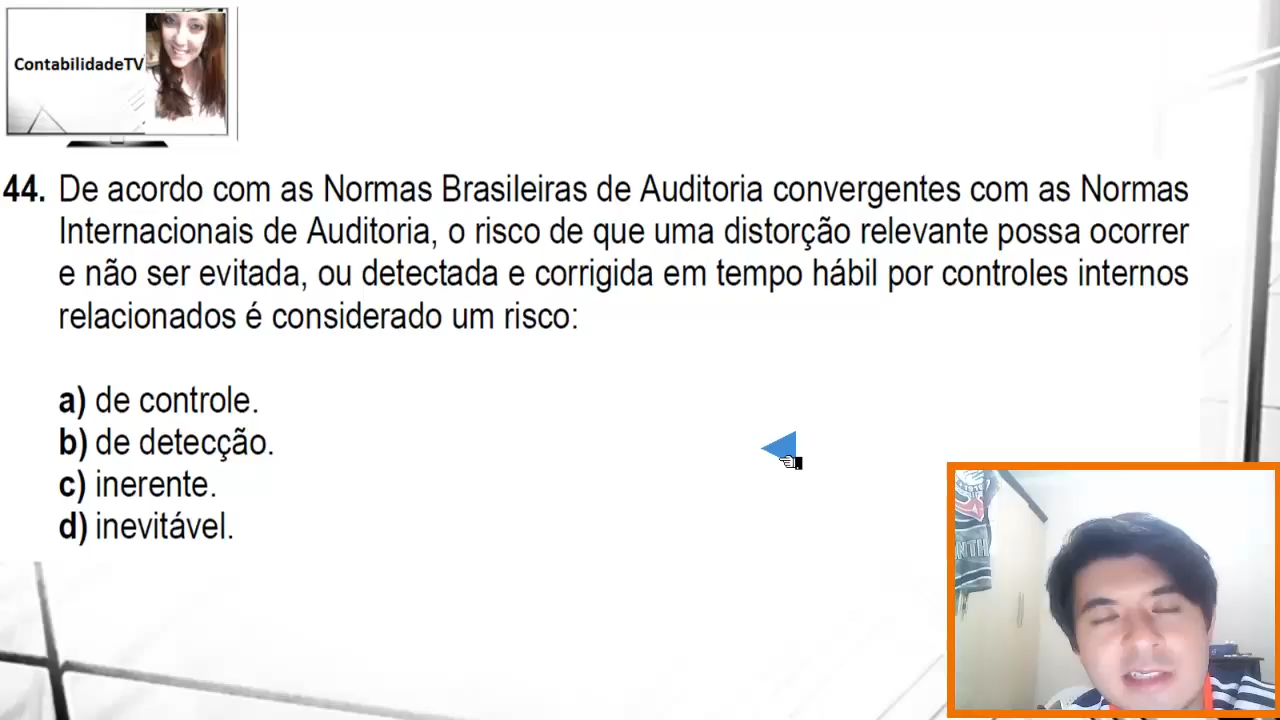 ContabilidadeTV
44. De acordo com as Normas Brasileiras de Auditoria convergentes com as Normas
Internacionais de Auditoria, o risco de que uma distorção relevante possa ocorrer
e não ser evitada, ou detectada e corrigida em tempo hábil por controles internos
relacionados é considerado um risco:
a) de controle.
b) de detecção.
c) inerente.
d) inevitável.